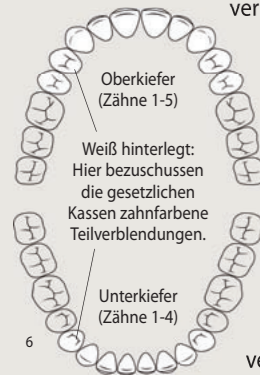 ver
Oberkiefer
(Zähne 1-5)
Weiß hinterlegt:
Hier bezuschussen
die gesetzlichen
Kassen zahnfarbene
Teilverblendungen.
Unterkiefer
(Zähne 1-4)
6
ve